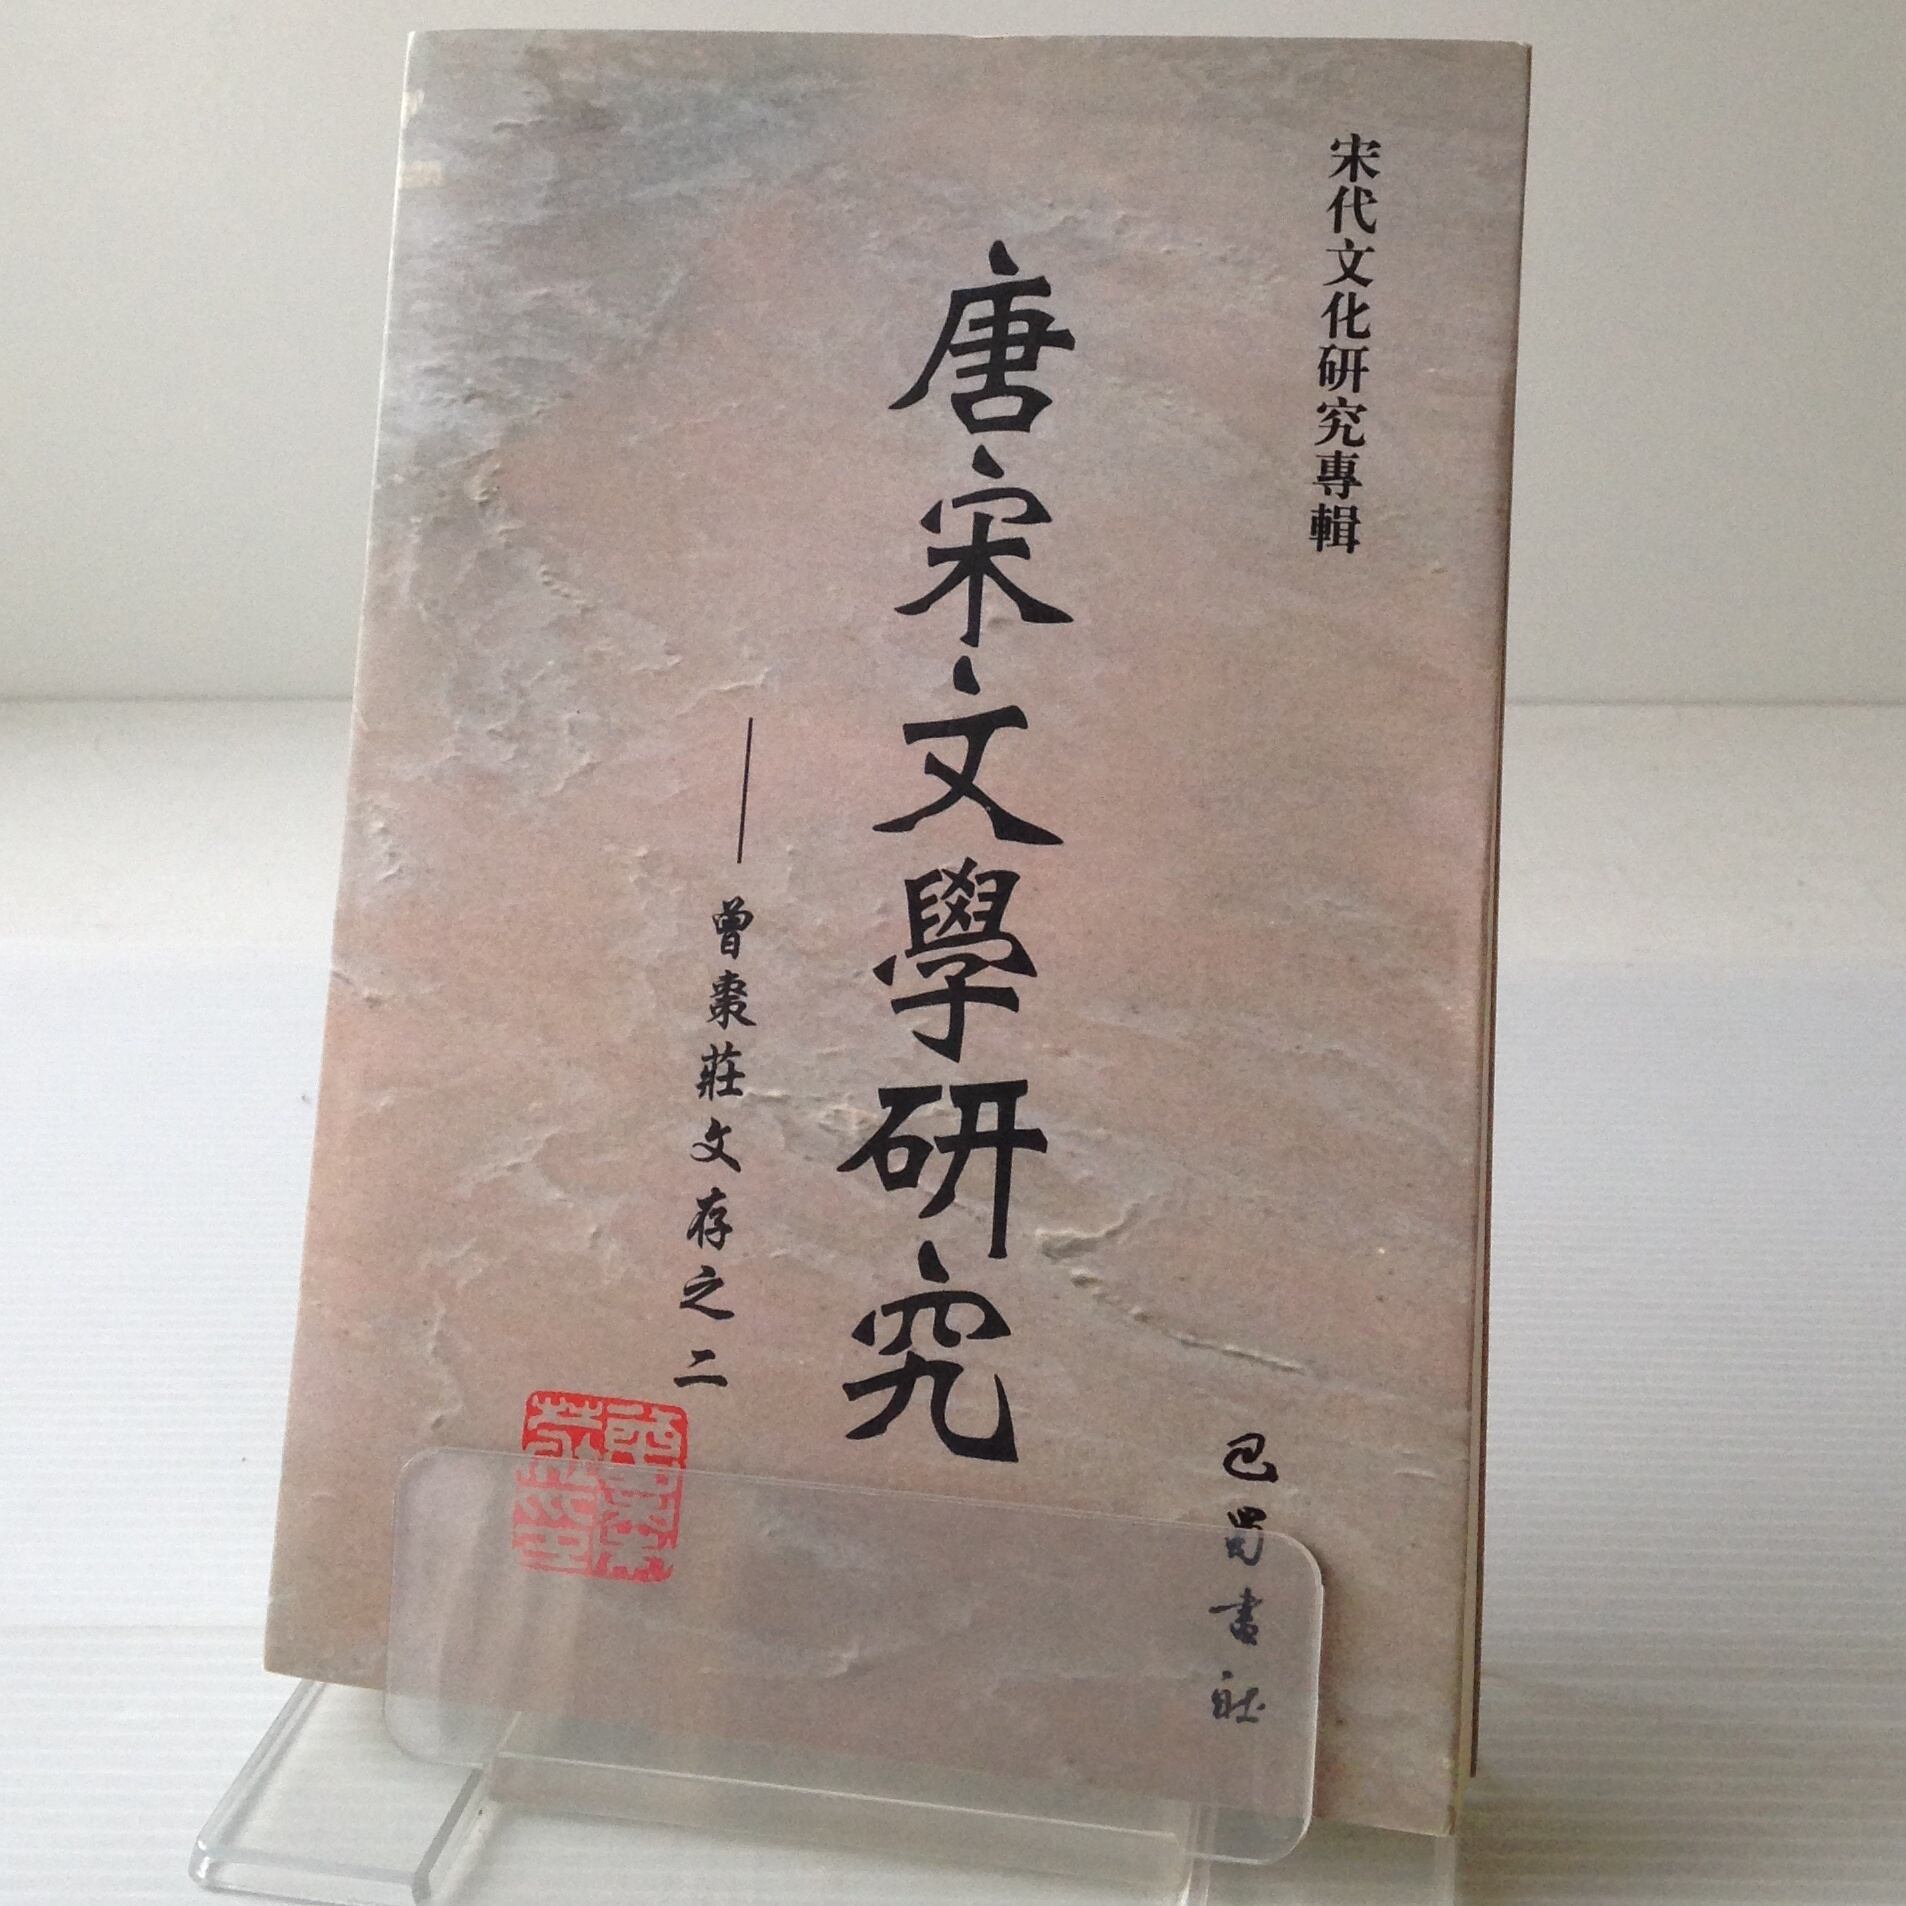 宋代文化研究專輯
唐宋文學研究
——曾棗莊文存之二
巴蜀書社